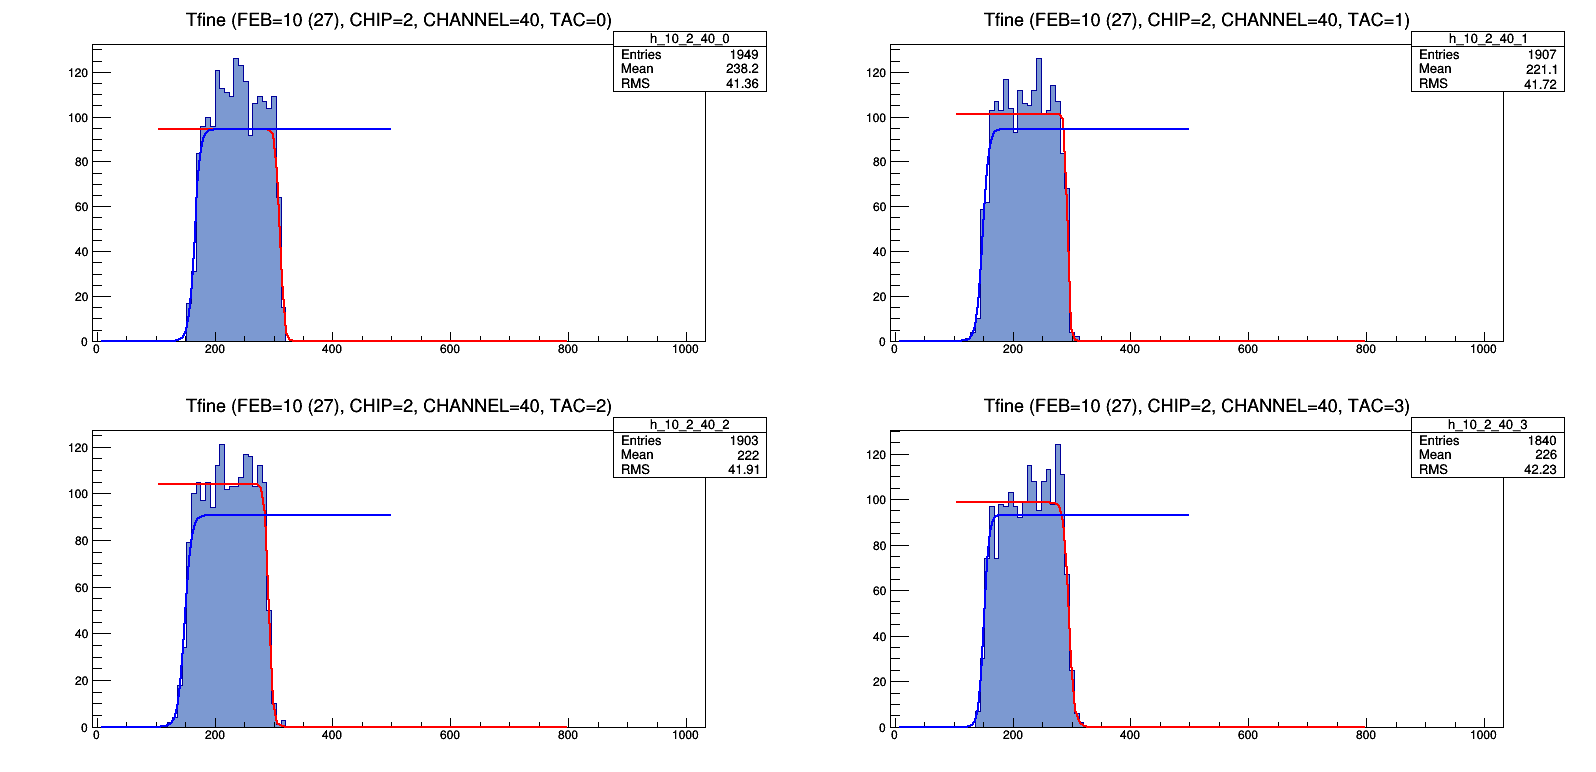 Tfine (FEB=10 (27), CHIP=2, CHANNEL=40, TAC=0)
h_10_2_40_0
Entries 1949
Mean 238.2
RMS 41.36
120
100
80
60
40
20
0
0 200 400 600 800 1000
Tfine (FEB=10 (27), CHIP=2, CHANNEL=40, TAC=1)
h_10_2_40_1
Entries 1907
Mean 221.1
RMS 41.72
120
100
80
60
40
20
0
0 200 400 600 800 1000
Tfine (FEB=10 (27), CHIP=2, CHANNEL=40, TAC=2)
h_10_2_40_2
Entries 1903
Mean 222
RMS 41.91
120
100
80
60
40
20
0
0 200 400 600 800 1000
Tfine (FEB=10 (27), CHIP=2, CHANNEL=40, TAC=3)
h_10_2_40_3
Entries 1840
Mean 226
RMS 42.23
120
100
80
60
40
20
0
0 200 400 600 800 1000